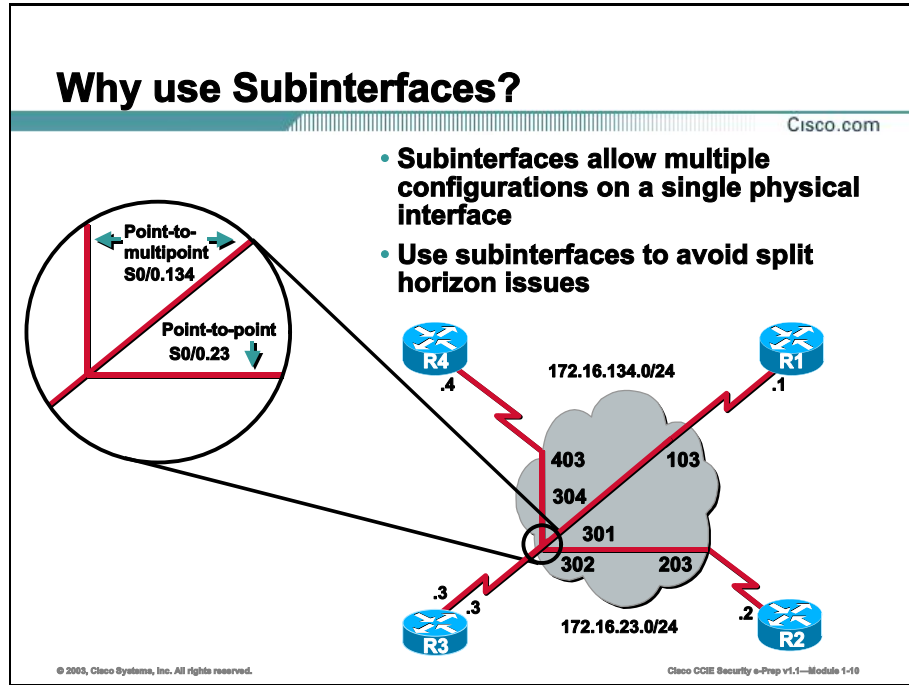 Why use Subinterfaces?
Cisco.com
• Subinterfaces allow multiple
configurations on a single physical
interface
• Use subinterfaces to avoid split
horizon issues
Point-to-
multipoint
S0/0.134
Point-to-point
S0/0.23
R4
.4
172.16.134.0/24
R1
.1
403
103
304
301
302
203
.3
.3
R3
172.16.23.0/24
.2
R2
© 2003, Cisco Systems, Inc. All rights reserved.
Cisco CCIE Security e-Prep v1.1—Module 1-10